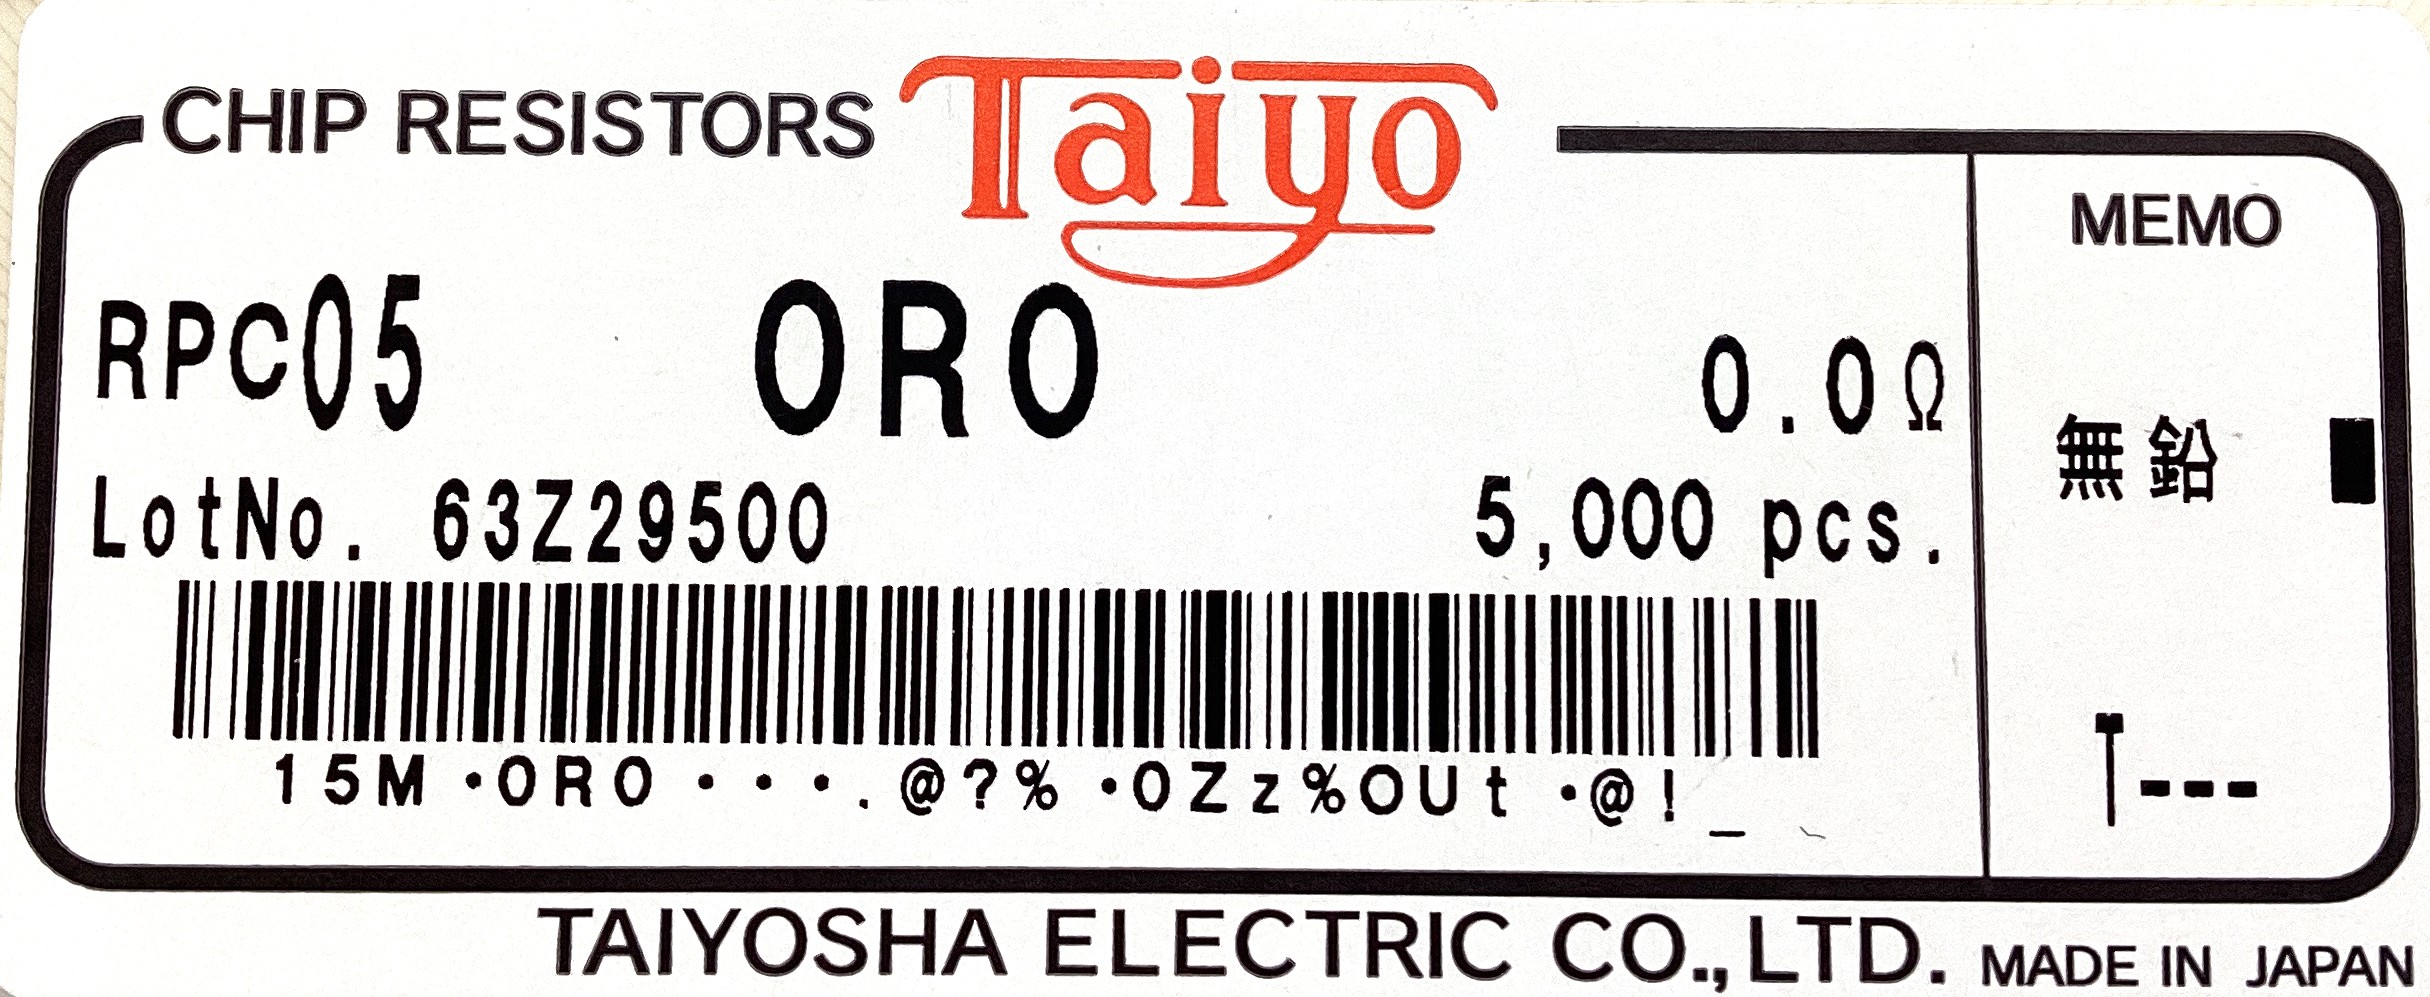 CHIP RESISTORS Taiyo
MEMO
RPC05 0R0 0.0Ω
無鉛
LotNo. 63Z29500 5,000 pcs.
15M･0R0･･･.@?%･0Zz%OUt･@!_
T---
TAIYOSHA ELECTRIC CO.,LTD. MADE IN JAPAN